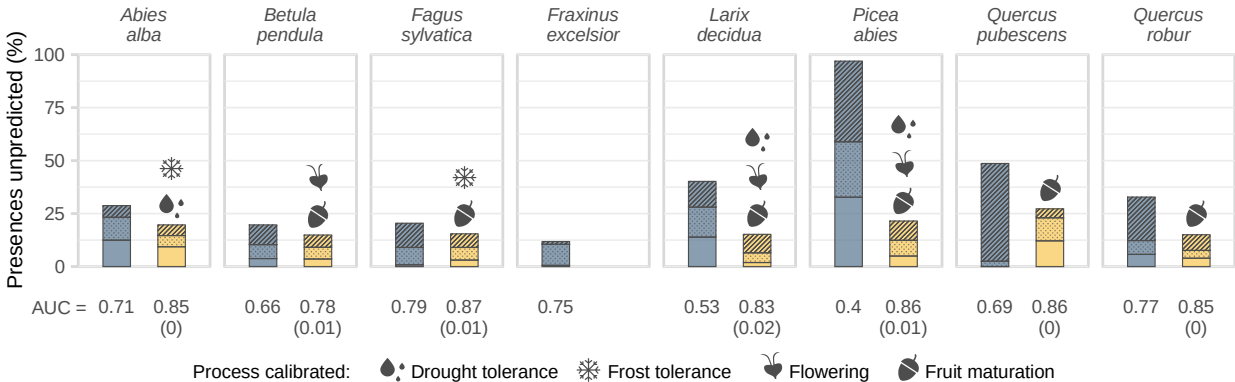 Abies alba
Betula pendula
Fagus sylvatica
Fraxinus excelsior
Larix decidua
Picea abies
Quercus pubescens
Quercus robur
Presences unpredicted (%)
100
75
50
25
0
AUC = 0.71 0.85 0.66 0.78 0.79 0.87 0.75 0.53 0.83 0.4 0.86 0.69 0.86 0.77 0.85
(0) (0.01) (0.01) (0.02) (0.01) (0) (0)
Process calibrated: Drought tolerance Frost tolerance Flowering Fruit maturation